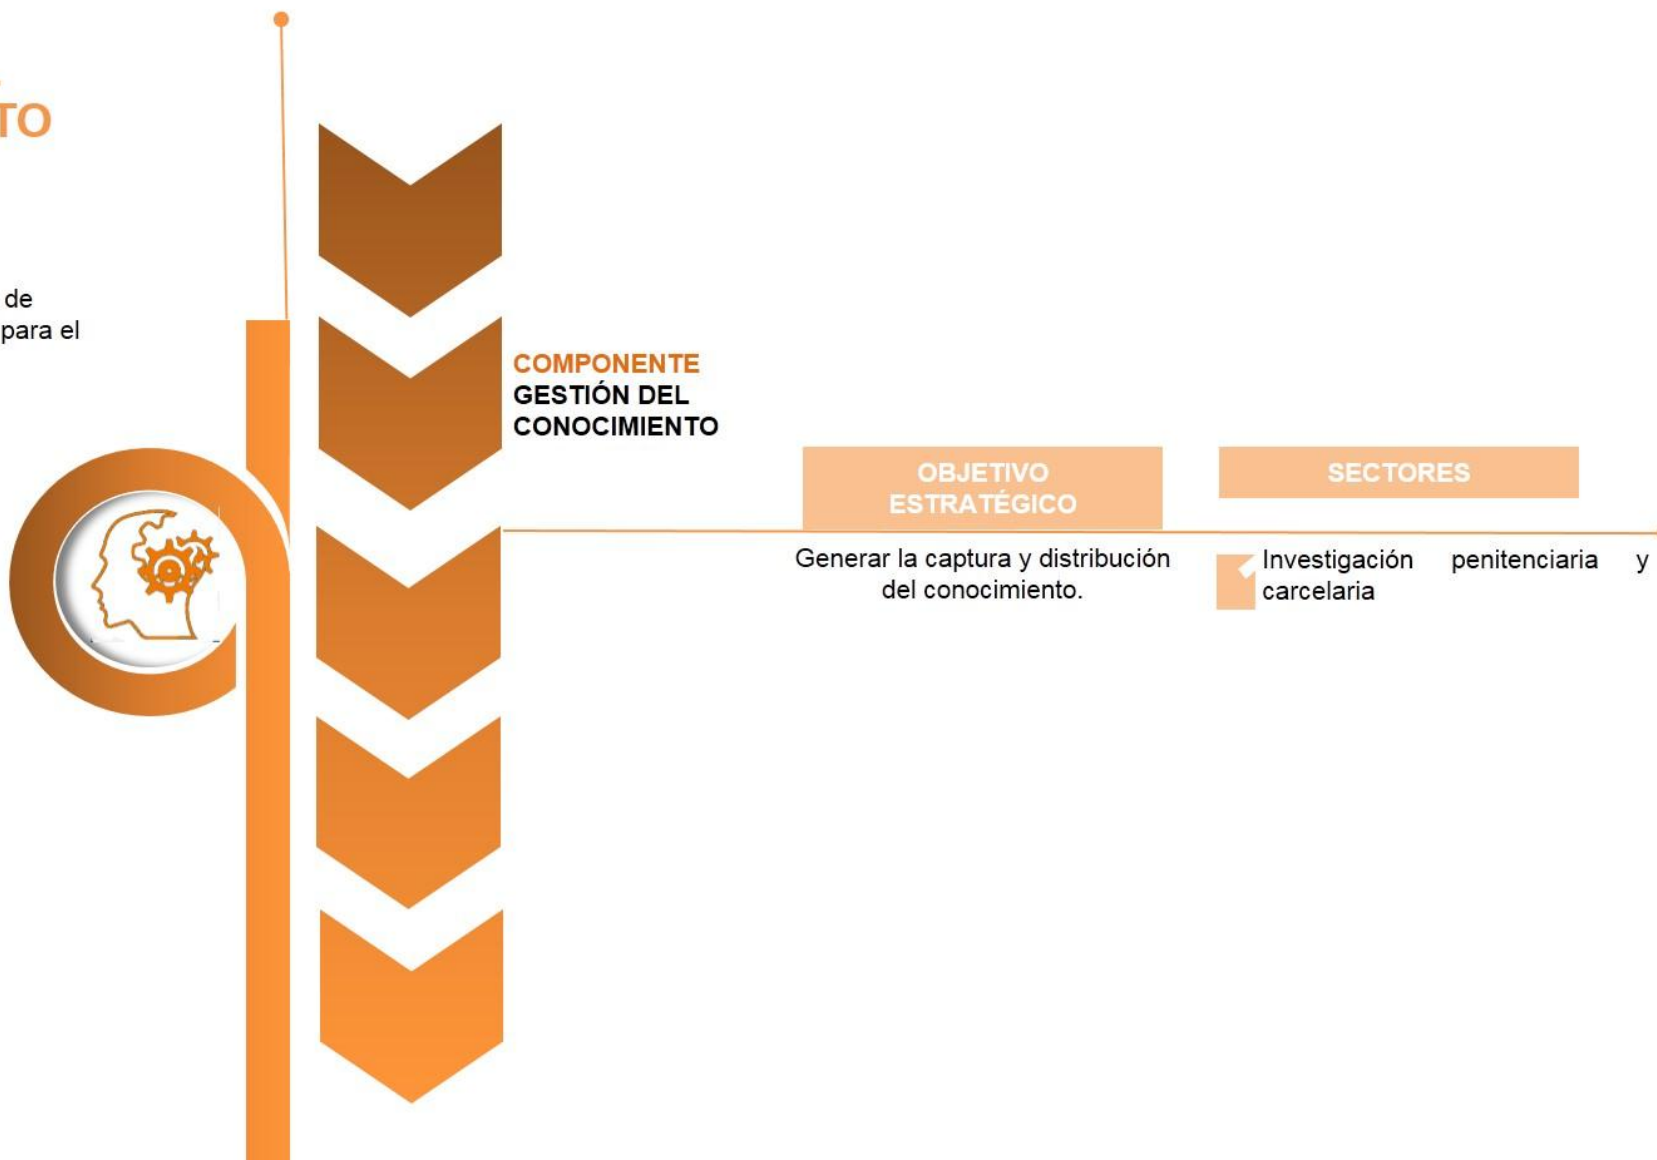 TO
de
para el
COMPONENTE
GESTIÓN DEL
CONOCIMIENTO
OBJETIVO
ESTRATÉGICO
Generar la captura y distribución
del conocimiento.
SECTORES
Investigación penitenciaria y
carcelaria